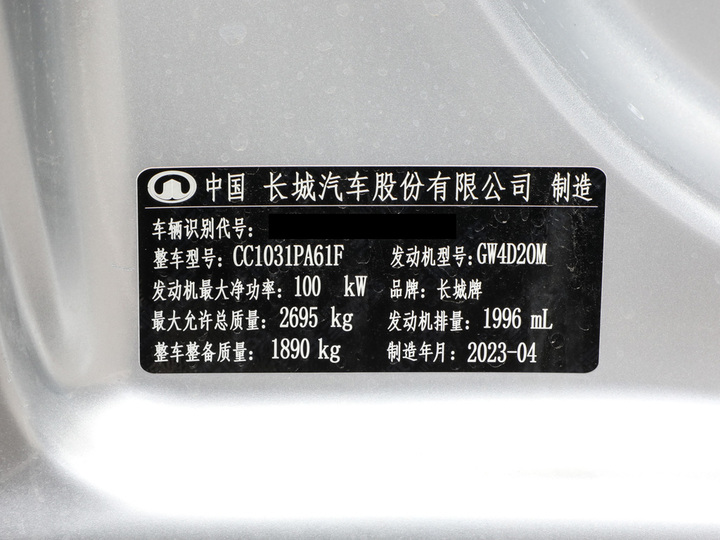 中国 长城汽车股份有限公司 制造
车辆识别代号：
整车型号：CC1031PA61F 发动机型号：GW4D20M
发动机最大净功率：100 kW 品牌：长城牌
最大允许总质量：2695 kg 发动机排量：1996 mL
整车整备质量：1890 kg 制造年月：2023-04